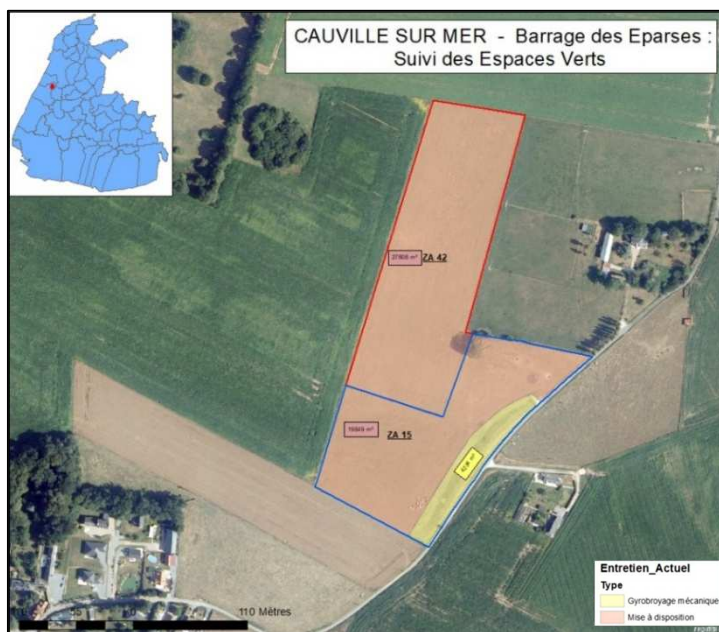 CAUVILLE SUR MER - Barrage des Eparses :
Suivi des Espaces Verts
ZA 42
ZA 15
110 Mètres
Entretien_Actuel
Type
Gyrobroyage mécanique
Mise à disposition